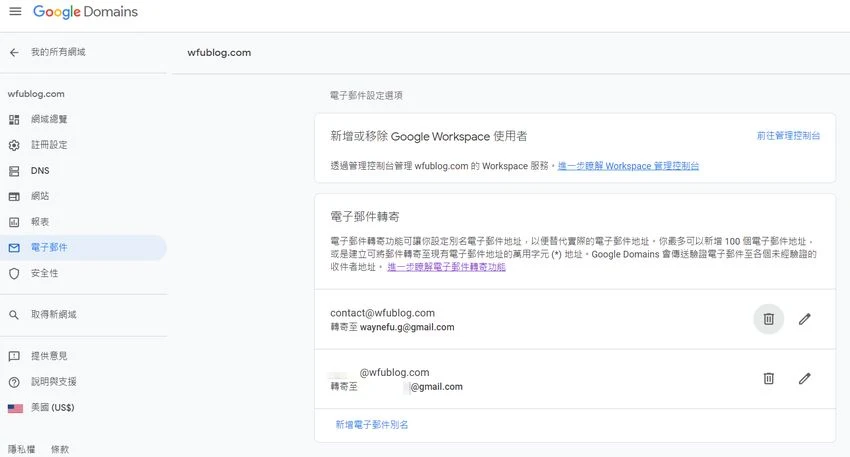 Google Domains
我的所有網域
wfublog.com
wfublog.com
網域總覽
註冊設定
DNS
網站
報表
電子郵件
安全性
取得新網域
提供意見
說明與支援
美國 (US$)
隱私權 條款
電子郵件設定選項
新增或移除 Google Workspace 使用者
前往管理控制台
透過管理控制台管理 wfublog.com 的 Workspace 服務。進一步瞭解 Workspace 管理控制台
電子郵件轉寄
電子郵件轉寄功能可讓你設定別名電子郵件地址，以便替代實際的電子郵件地址。你最多可以新增 100 個電子郵件地址，
或是建立可將郵件轉寄至現有電子郵件地址的萬用字元 (*) 地址。Google Domains 會傳送驗證電子郵件至各個未經驗證的
收件者地址。進一步瞭解電子郵件轉寄功能
contact@wfublog.com
轉寄至 waynefu.g@gmail.com
@wfublog.com
轉寄至 @gmail.com
新增電子郵件別名